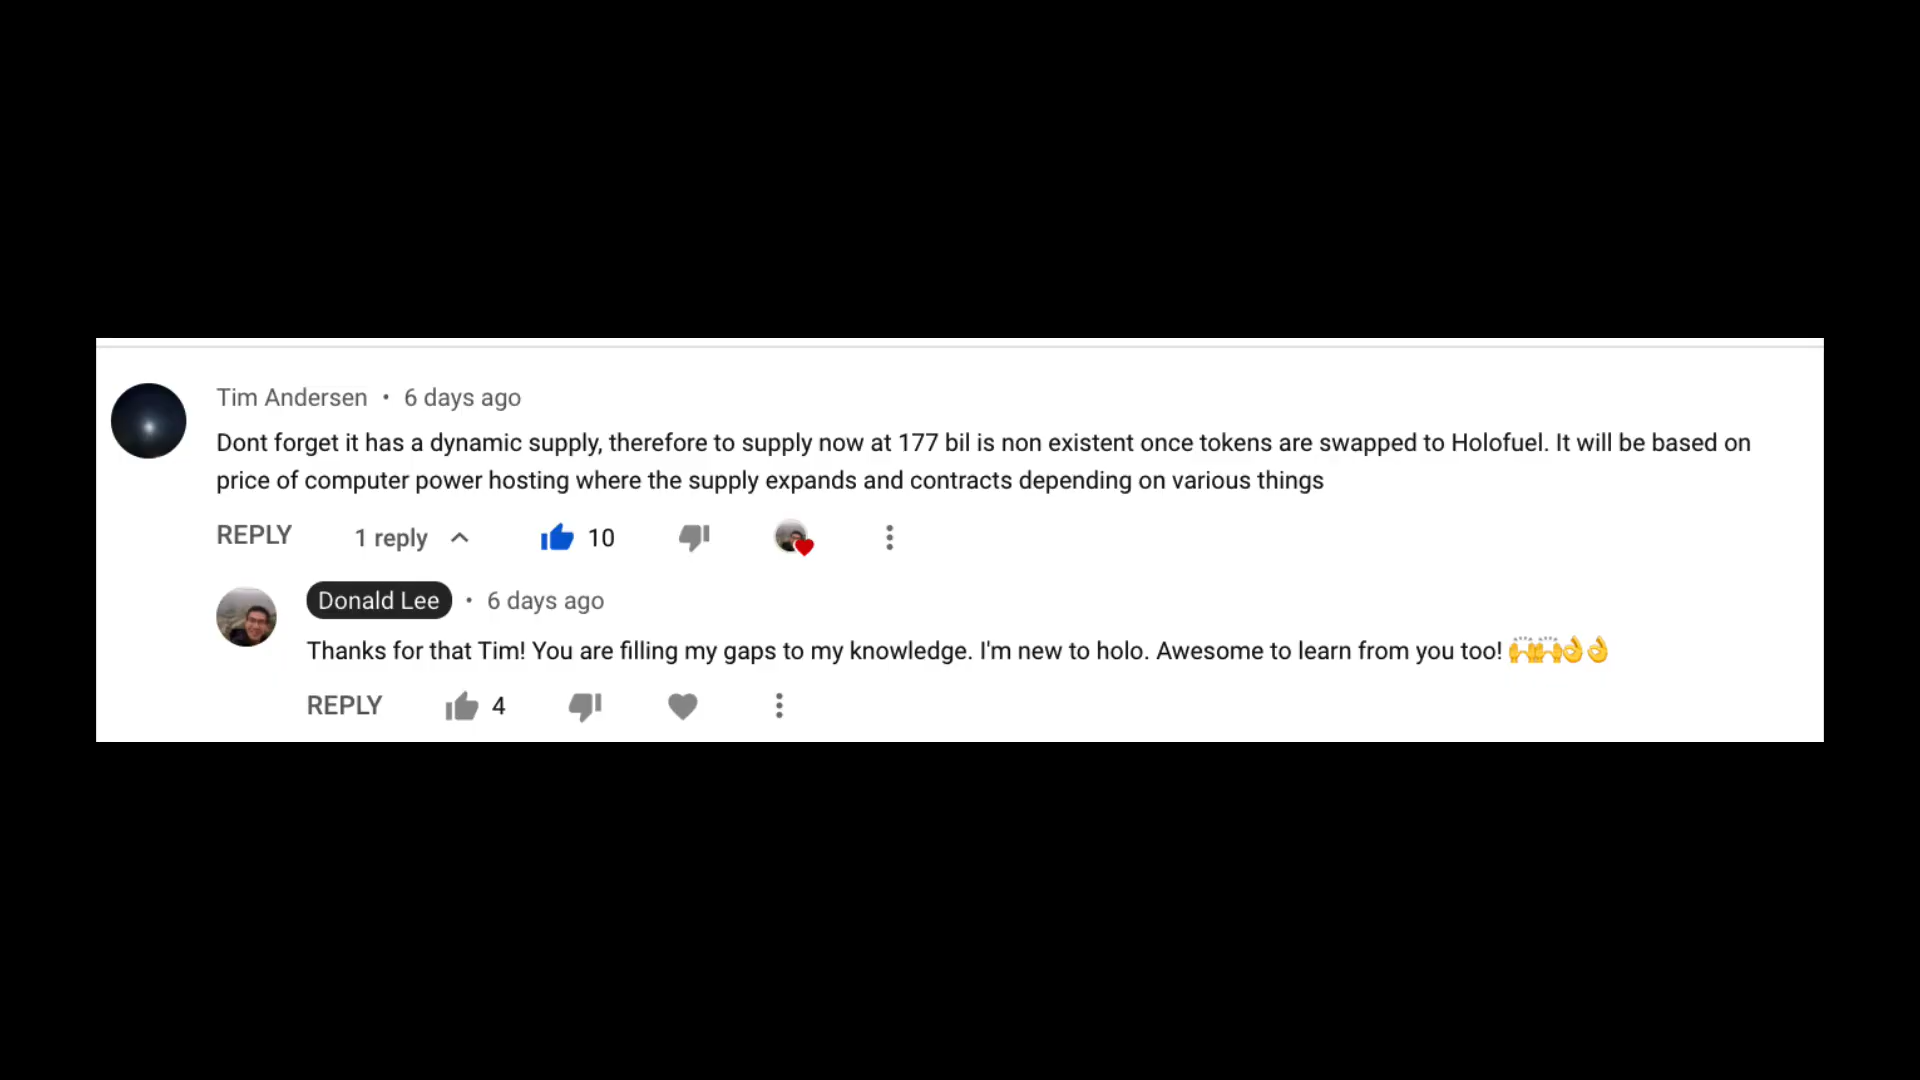 Tim Andersen • 6 days ago
Dont forget it has a dynamic supply, therefore to supply now at 177 bil is non existent once tokens are swapped to Holofuel. It will be based on
price of computer power hosting where the supply expands and contracts depending on various things
REPLY 1 reply 10
Donald Lee • 6 days ago
Thanks for that Tim! You are filling my gaps to my knowledge. I'm new to holo. Awesome to learn from you too! 🙌🙌👌👌
REPLY 4